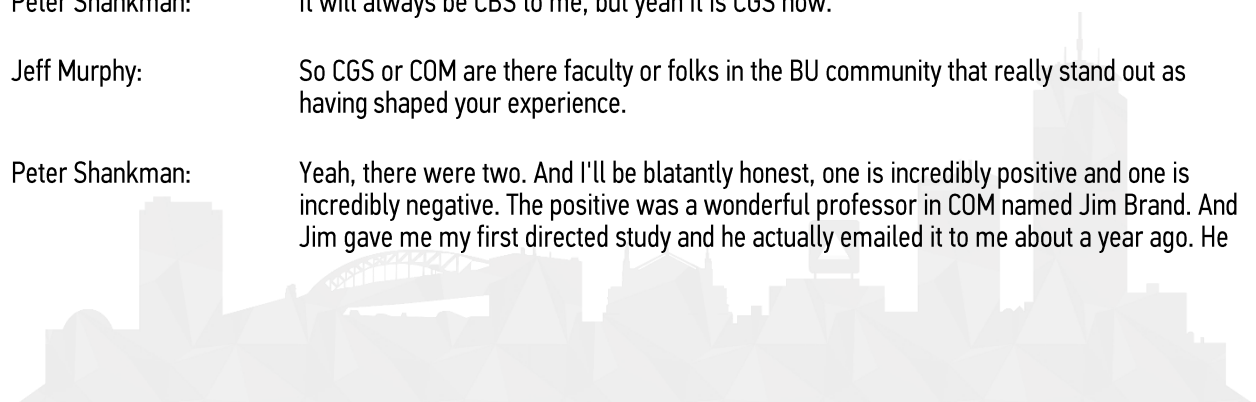 Peter Shankman: It will always be CBS to me, but yeah it is CGS now.
Jeff Murphy: So CGS or COM are there faculty or folks in the BU community that really stand out as
having shaped your experience.
Peter Shankman: Yeah, there were two. And I'll be blatantly honest, one is incredibly positive and one is
incredibly negative. The positive was a wonderful professor in COM named Jim Brand. And
Jim gave me my first directed study and he actually emailed it to me about a year ago. He